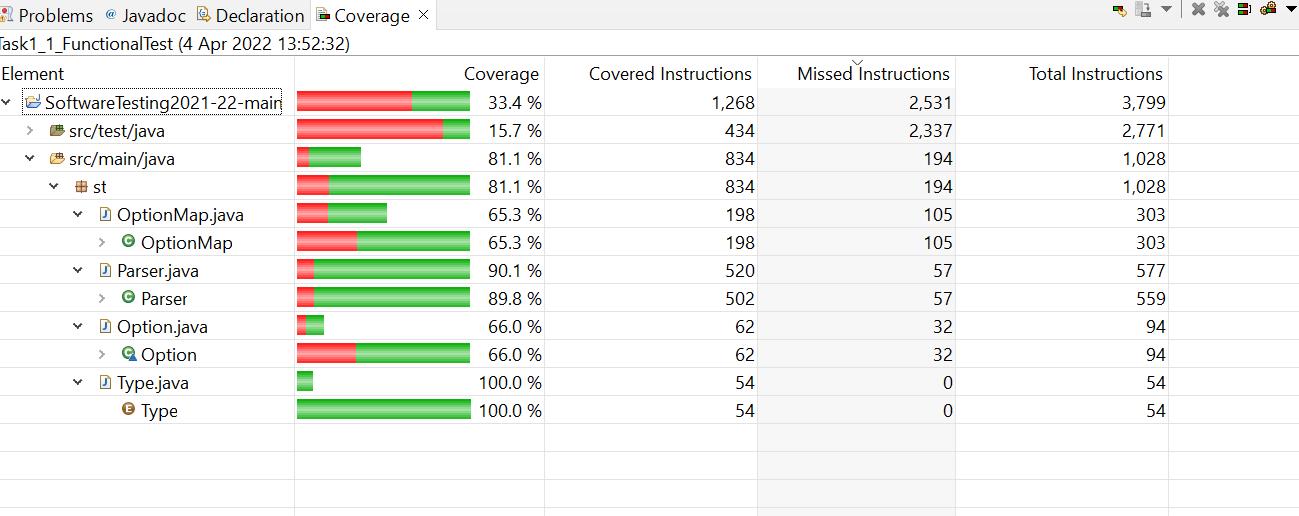 Problems @ Javadoc Declaration Coverage
Task1_1_FunctionalTest (4 Apr 2022 13:52:32)
Element Coverage Covered Instructions Missed Instructions Total Instructions
SoftwareTesting2021-22-main 33.4 % 1,268 2,531 3,799
src/test/java 15.7 % 434 2,337 2,771
src/main/java 81.1 % 834 194 1,028
st 81.1 % 834 194 1,028
OptionMap.java 65.3 % 198 105 303
OptionMap 65.3 % 198 105 303
Parser.java 90.1 % 520 57 577
Parser 89.8 % 502 57 559
Option.java 66.0 % 62 32 94
Option 66.0 % 62 32 94
Type.java 100.0 % 54 0 54
Type 100.0 % 54 0 54